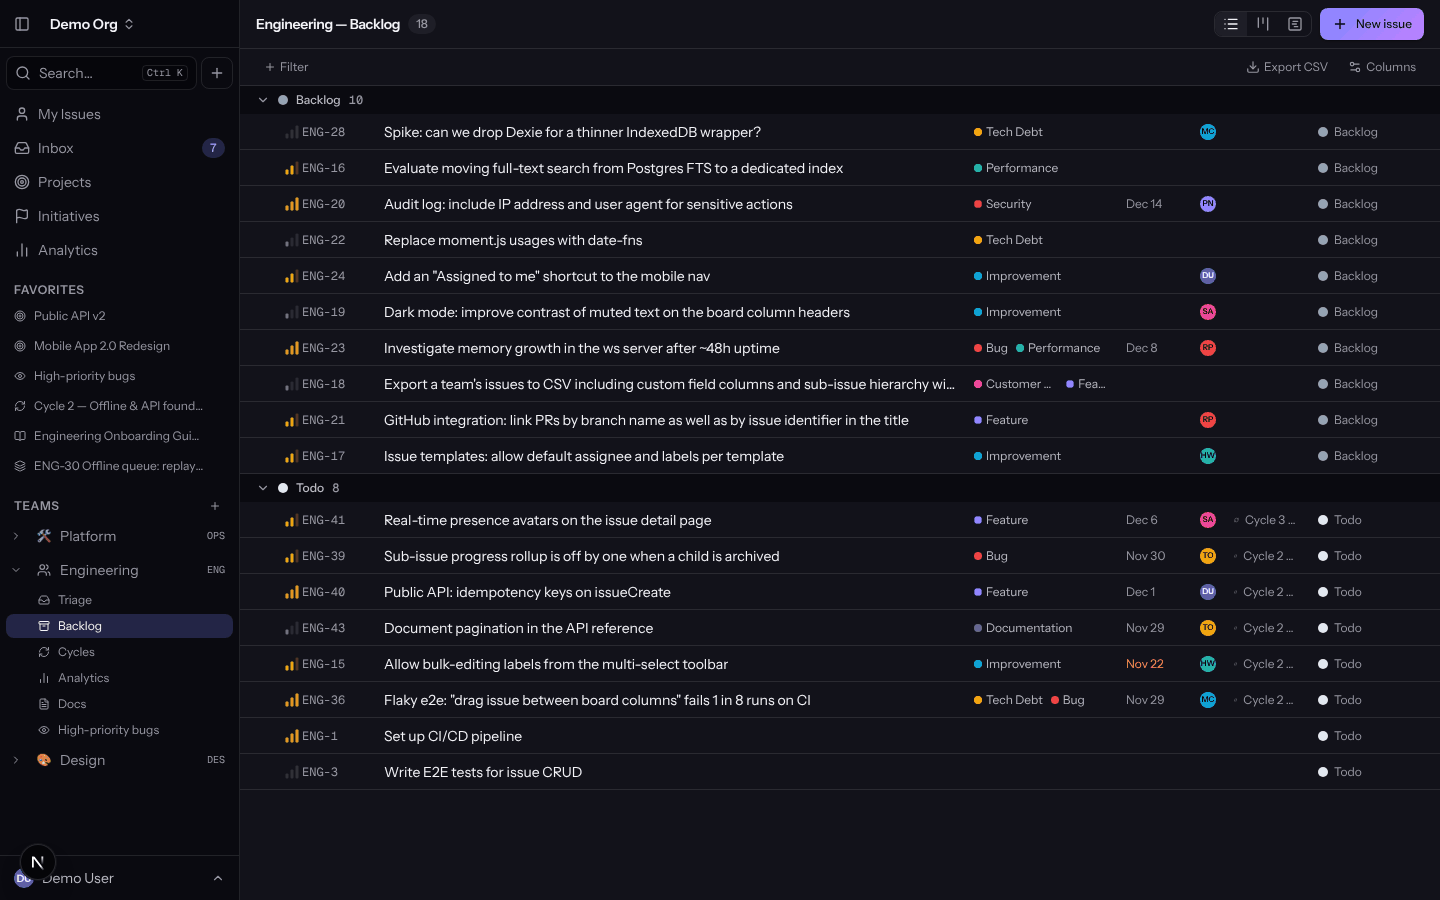 Demo Org
Search...
Ctrl K
My Issues
Inbox
7
Projects
Initiatives
Analytics
FAVORITES
Public API v2
Mobile App 2.0 Redesign
High-priority bugs
Cycle 2 — Offline & API found...
Engineering Onboarding Gui...
ENG-30 Offline queue: replay...
TEAMS
Platform OPS
Engineering ENG
Triage
Backlog
Cycles
Analytics
Docs
High-priority bugs
Design DES
N
DU Demo User
Engineering — Backlog 18
New issue
Filter
Export CSV
Columns
Backlog 10
ENG-28 Spike: can we drop Dexie for a thinner IndexedDB wrapper? Tech Debt MC Backlog
ENG-16 Evaluate moving full-text search from Postgres FTS to a dedicated index Performance Backlog
ENG-20 Audit log: include IP address and user agent for sensitive actions Security Dec 14 PN Backlog
ENG-22 Replace moment.js usages with date-fns Tech Debt Backlog
ENG-24 Add an "Assigned to me" shortcut to the mobile nav Improvement DU Backlog
ENG-19 Dark mode: improve contrast of muted text on the board column headers Improvement SA Backlog
ENG-23 Investigate memory growth in the ws server after ~48h uptime Bug Performance Dec 8 RP Backlog
ENG-18 Export a team's issues to CSV including custom field columns and sub-issue hierarchy wi... Customer ... Fea... Backlog
ENG-21 GitHub integration: link PRs by branch name as well as by issue identifier in the title Feature RP Backlog
ENG-17 Issue templates: allow default assignee and labels per template Improvement HW Backlog
Todo 8
ENG-41 Real-time presence avatars on the issue detail page Feature Dec 6 SA Cycle 3 ... Todo
ENG-39 Sub-issue progress rollup is off by one when a child is archived Bug Nov 30 TO Cycle 2 ... Todo
ENG-40 Public API: idempotency keys on issueCreate Feature Dec 1 DU Cycle 2 ... Todo
ENG-43 Document pagination in the API reference Documentation Nov 29 TO Cycle 2 ... Todo
ENG-15 Allow bulk-editing labels from the multi-select toolbar Improvement Nov 22 HW Cycle 2 ... Todo
ENG-36 Flaky e2e: "drag issue between board columns" fails 1 in 8 runs on CI Tech Debt Bug Nov 29 MC Cycle 2 ... Todo
ENG-1 Set up CI/CD pipeline Todo
ENG-3 Write E2E tests for issue CRUD Todo